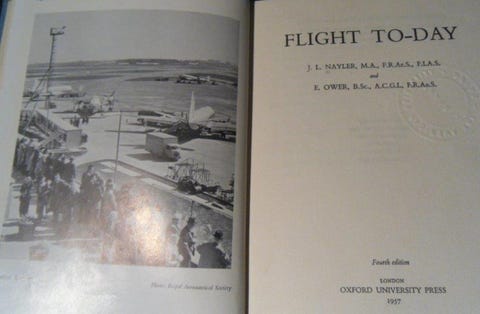 Photo: Royal Aeronautical Society
FLIGHT TO-DAY
J. L. NAYLER, M.A., F.R.Ae.S., F.I.A.S.
and
E. OWER, B.Sc., A.C.G.I., F.R.Ae.S.
Fourth edition
LONDON
OXFORD UNIVERSITY PRESS
1957